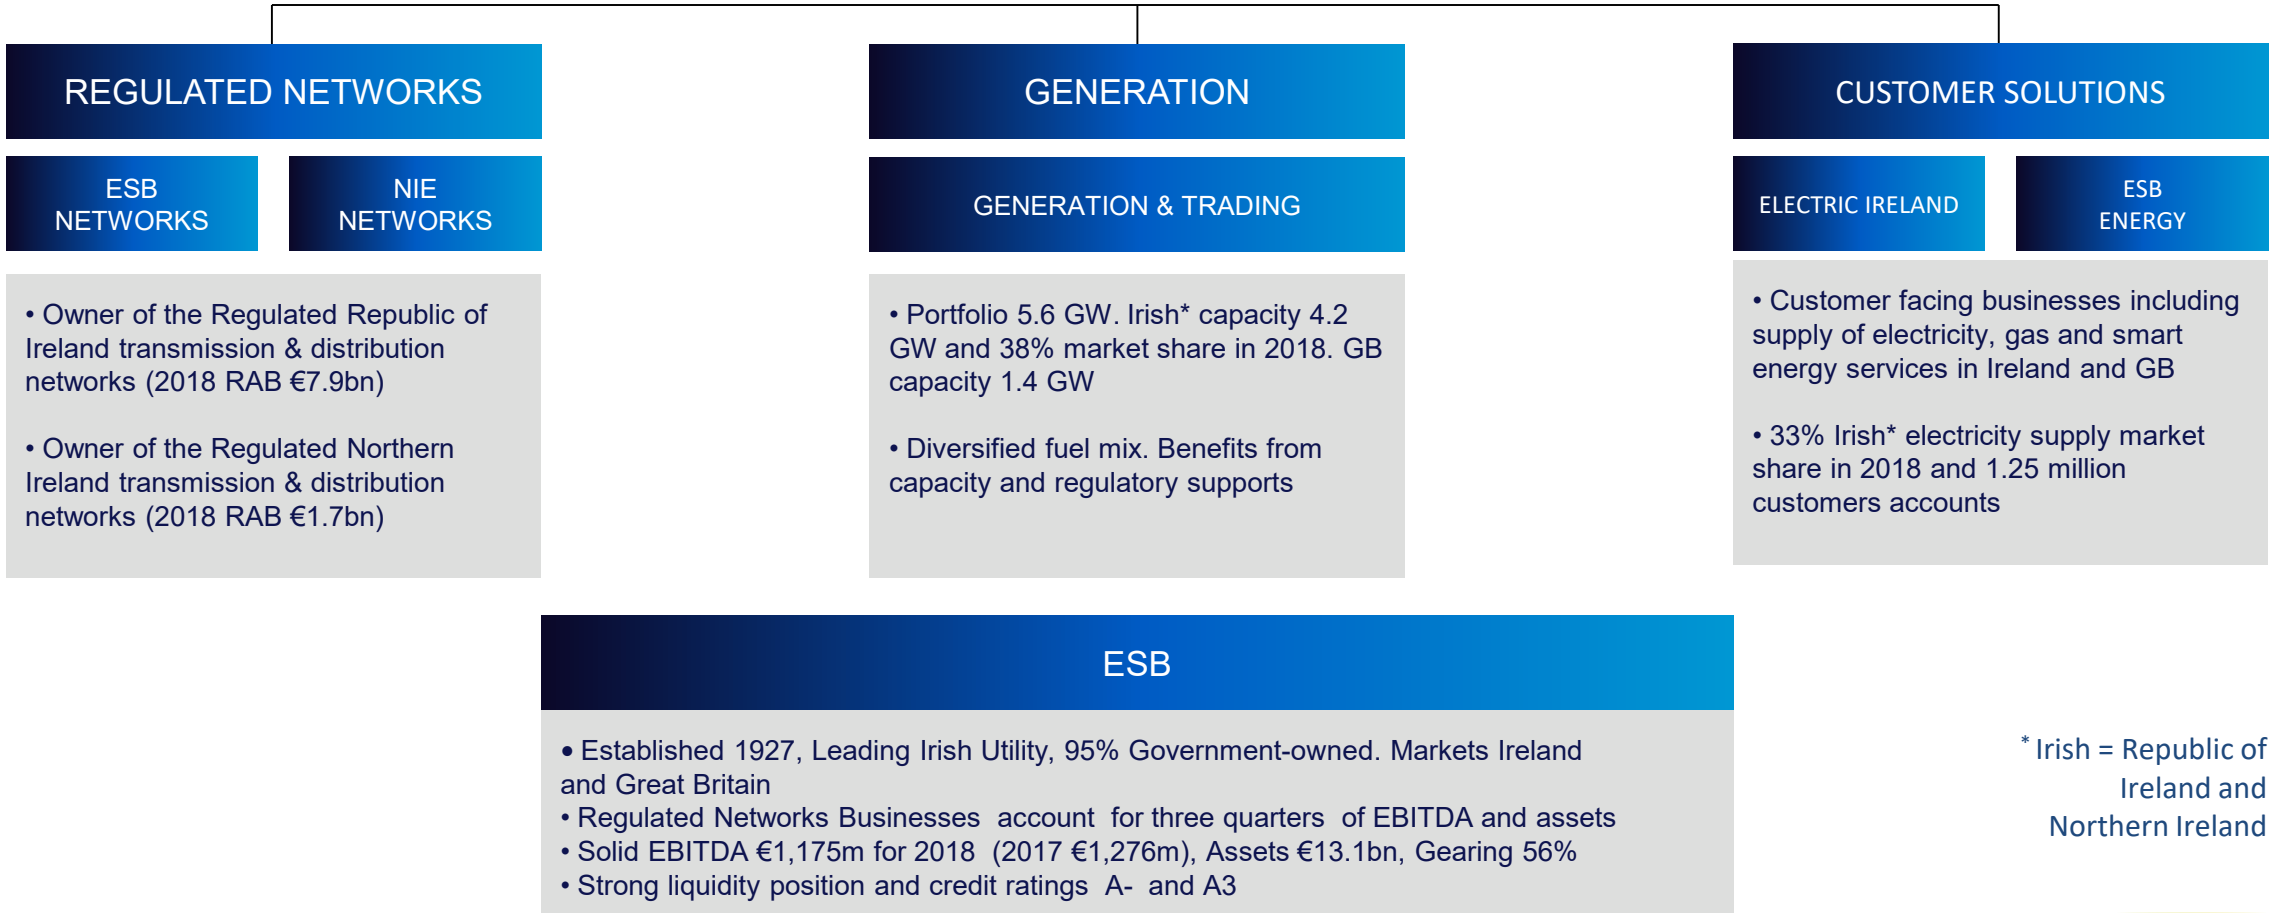 REGULATED NETWORKS
ESB
NETWORKS
NIE
NETWORKS
• Owner of the Regulated Republic of
Ireland transmission & distribution
networks (2018 RAB €7.9bn)
• Owner of the Regulated Northern
Ireland transmission & distribution
networks (2018 RAB €1.7bn)
GENERATION
GENERATION & TRADING
• Portfolio 5.6 GW. Irish* capacity 4.2
GW and 38% market share in 2018. GB
capacity 1.4 GW
• Diversified fuel mix. Benefits from
capacity and regulatory supports
CUSTOMER SOLUTIONS
ELECTRIC IRELAND
ESB
ENERGY
• Customer facing businesses including
supply of electricity, gas and smart
energy services in Ireland and GB
• 33% Irish* electricity supply market
share in 2018 and 1.25 million
customers accounts
ESB
• Established 1927, Leading Irish Utility, 95% Government-owned. Markets Ireland
and Great Britain
• Regulated Networks Businesses account for three quarters of EBITDA and assets
• Solid EBITDA €1,175m for 2018 (2017 €1,276m), Assets €13.1bn, Gearing 56%
• Strong liquidity position and credit ratings A- and A3
* Irish = Republic of
Ireland and
Northern Ireland